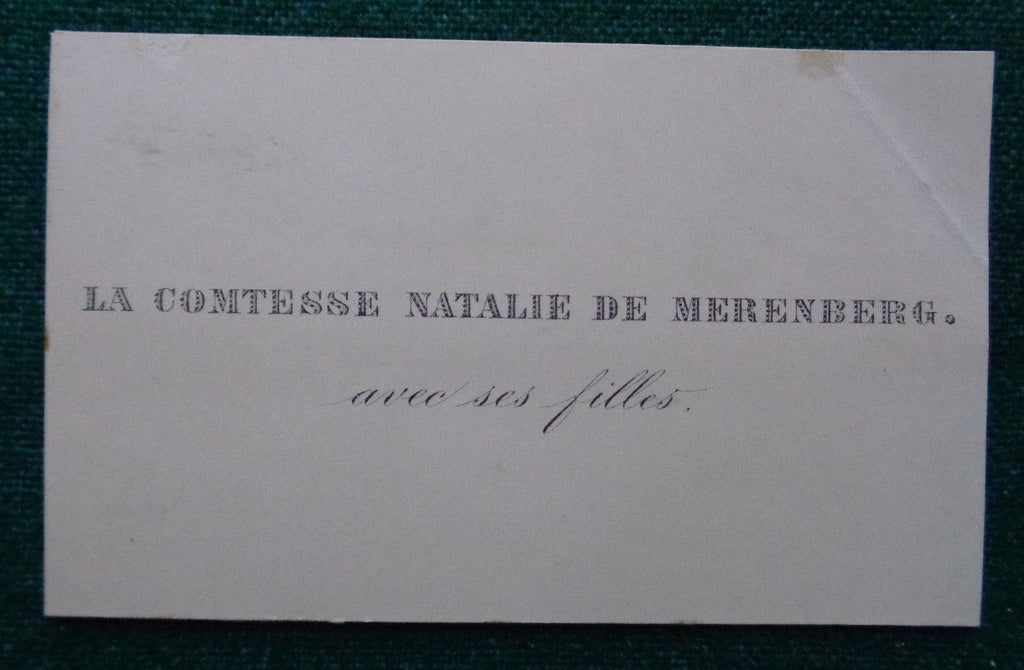 LA COMTESSE NATALIE DE MERENBERG.
avec ses filles.